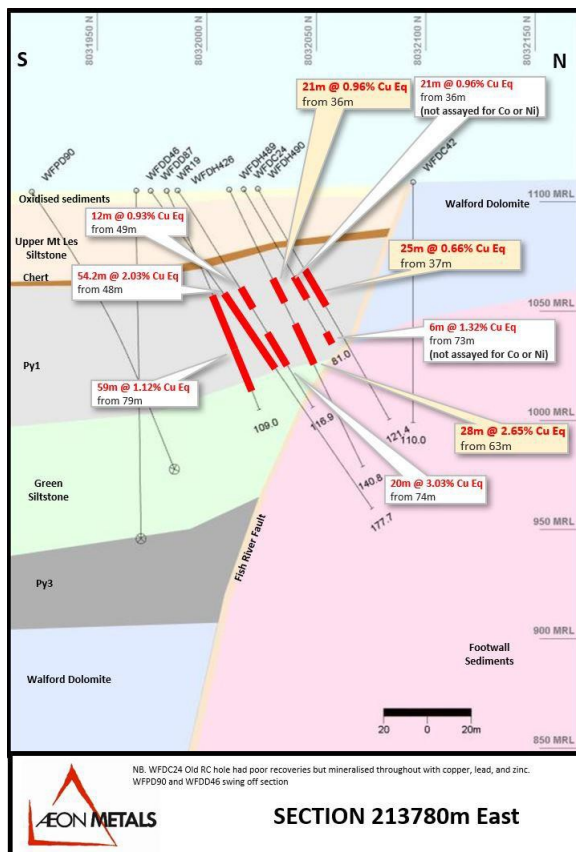 8031950
8032000
8032050
8032100
8032150
S
N
21m @ 0.96% Cu Eq
from 36m
21m @ 0.96% Cu Eq
from 36m
(not assayed for Co or Ni)
WFPD90
WFDD46
WFDD87
WR19
WFDH426
WFDH489
WFDC24
WFDH490
WFDC42
1100 MRL
Oxidised sediments
Walford Dolomite
12m @ 0.93% Cu Eq
from 49m
Upper Mt Les
Siltstone
25m @ 0.66% Cu Eq
from 37m
Chert
54.2m @ 2.03% Cu Eq
from 48m
1050 MRL
6m @ 1.32% Cu Eq
from 73m
(not assayed for Co or Ni)
Py1
81.0
59m @ 1.12% Cu Eq
from 79m
1000 MRL
109.0
116.9
121.4
110.0
28m @ 2.65% Cu Eq
from 63m
Green
Siltstone
140.8
20m @ 3.03% Cu Eq
from 74m
177.7
950 MRL
Fish River Fault
Py3
900 MRL
Footwall
Sediments
Walford Dolomite
20 0 20m
850 MRL
NB. WFDC24 Old RC hole had poor recoveries but mineralised throughout with copper, lead, and zinc.
WFPD90 and WFDD46 swing off section
ÆON METALS
SECTION 213780m East